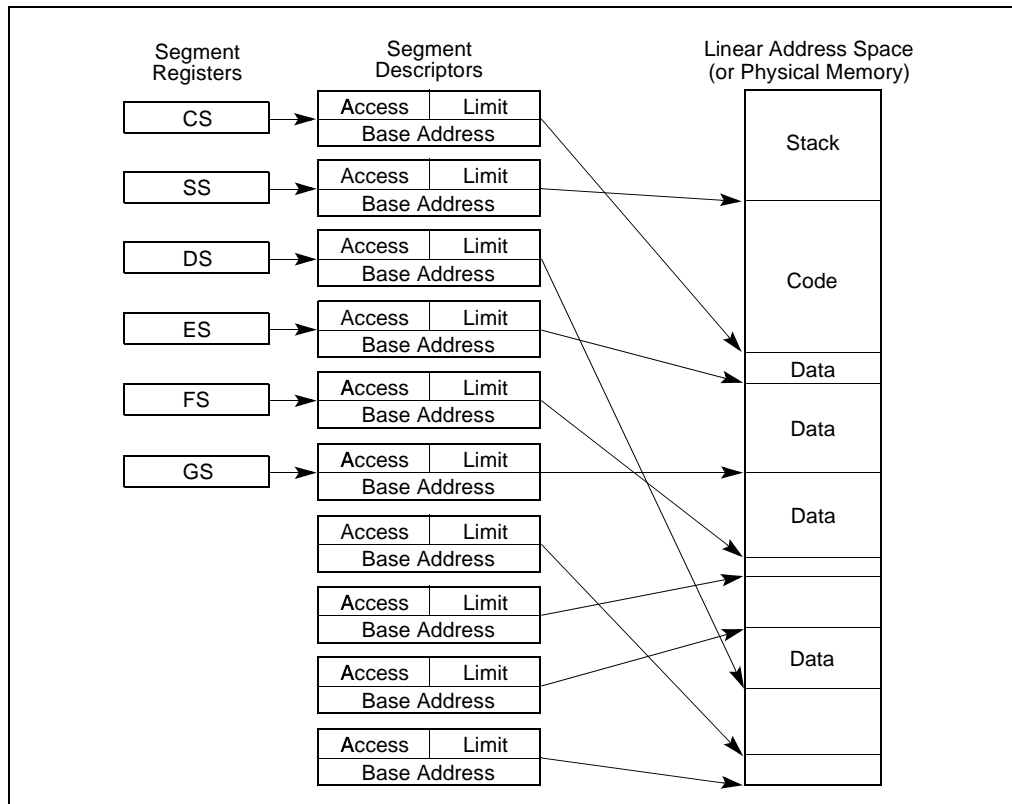 Segment
Registers
Segment
Descriptors
Linear Address Space
(or Physical Memory)
CS
Access Limit
Base Address
Stack
SS
Access Limit
Base Address
DS
Access Limit
Base Address
Code
ES
Access Limit
Base Address
Data
FS
Access Limit
Base Address
Data
GS
Access Limit
Base Address
Data
Access Limit
Base Address
Access Limit
Base Address
Access Limit
Base Address
Data
Access Limit
Base Address